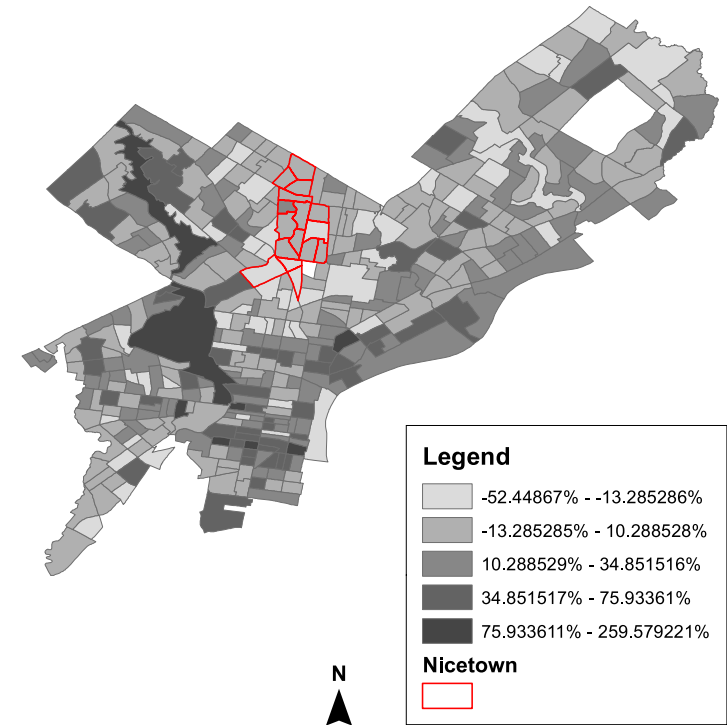 Legend
-52.44867% - -13.285286%
-13.285285% - 10.288528%
10.288529% - 34.851516%
34.851517% - 75.93361%
75.933611% - 259.579221%
Nicetown
N